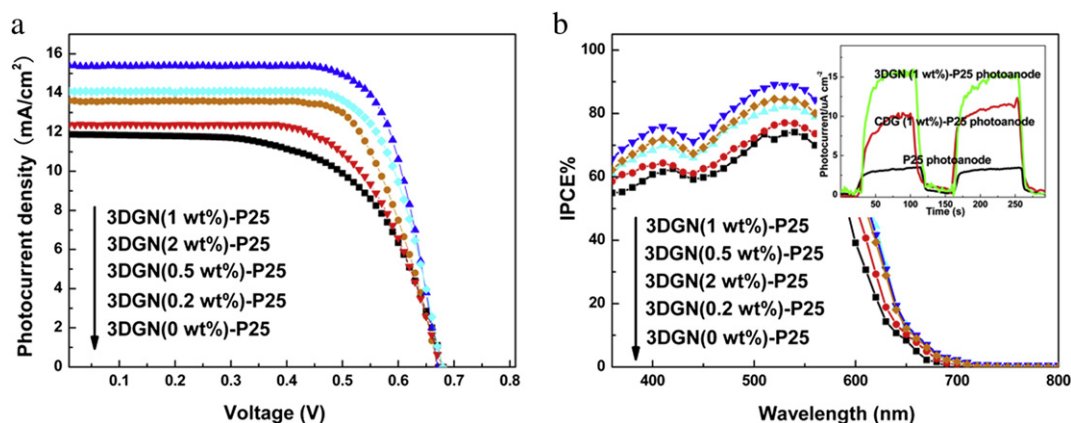 a
Photocurrent density (mA/cm²)
16
14
12
10
8
6
4
2
0
3DGN(1 wt%)-P25
3DGN(2 wt%)-P25
3DGN(0.5 wt%)-P25
3DGN(0.2 wt%)-P25
3DGN(0 wt%)-P25
0.1 0.2 0.3 0.4 0.5 0.6 0.7 0.8
Voltage (V)
b
IPCE%
100
80
60
40
20
0
3DGN(1 wt%)-P25
3DGN(0.5 wt%)-P25
3DGN(2 wt%)-P25
3DGN(0.2 wt%)-P25
3DGN(0 wt%)-P25
400 500 600 700 800
Wavelength (nm)
Photocurrent/uA cm⁻²
15
10
5
0
3DGN (1 wt%)-P25 photoanode
CDG (1 wt%)-P25 photoanode
P25 photoanode
50 100 150 200 250
Time (s)